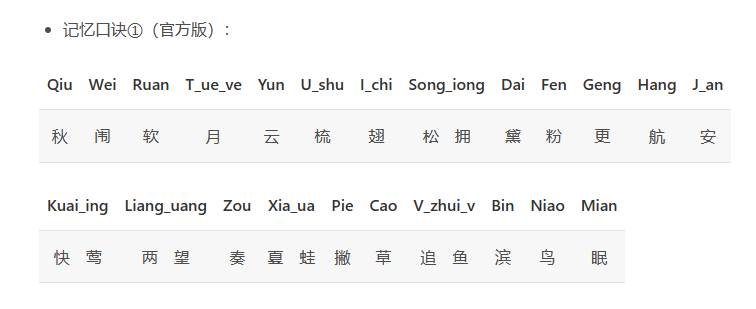 记忆口诀①（官方版）：
Qiu Wei Ruan T_ue_ve Yun U_shu I_chi Song_iong Dai Fen Geng Hang J_an
秋 闱 软 月 云 梳 翅 松 拥 黛 粉 更 航 安
Kuai_ing Liang_uang Zou Xia_ua Pie Cao V_zhui_v Bin Niao Mian
快 莺 两 望 奏 夏 蛙 撇 草 追 鱼 滨 鸟 眠